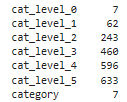 cat_level_0 7
cat_level_1 62
cat_level_2 243
cat_level_3 460
cat_level_4 596
cat_level_5 633
category 7